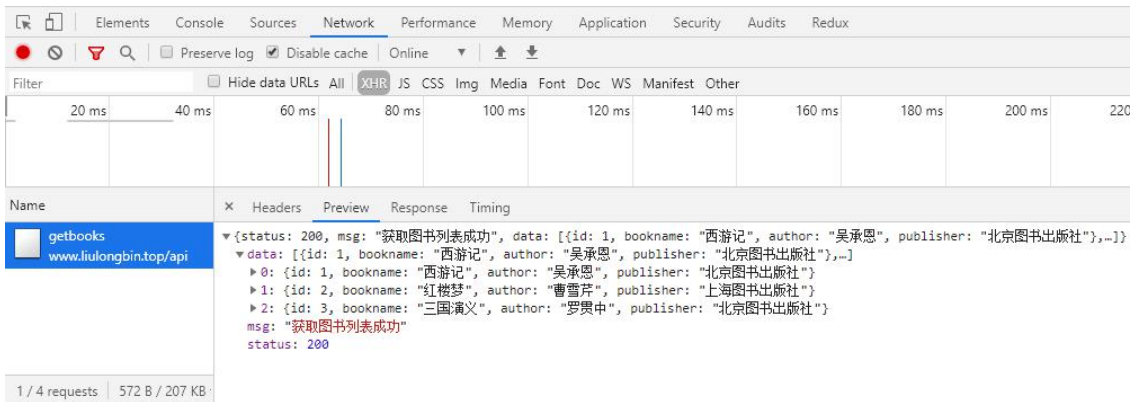 Elements Console Sources Network Performance Memory Application Security Audits Redux
Preserve log Disable cache Online
Filter Hide data URLs All XHR JS CSS Img Media Font Doc WS Manifest Other
20 ms 40 ms 60 ms 80 ms 100 ms 120 ms 140 ms 160 ms 180 ms 200 ms 220
Name × Headers Preview Response Timing
getbooks
www.liulongbin.top/api
▼{status: 200, msg: "获取图书列表成功", data: [{id: 1, bookname: "西游记", author: "吴承恩", publisher: "北京图书出版社"},…]}
▼data: [{id: 1, bookname: "西游记", author: "吴承恩", publisher: "北京图书出版社"},…]
▶0: {id: 1, bookname: "西游记", author: "吴承恩", publisher: "北京图书出版社"}
▶1: {id: 2, bookname: "红楼梦", author: "曹雪芹", publisher: "上海图书出版社"}
▶2: {id: 3, bookname: "三国演义", author: "罗贯中", publisher: "北京图书出版社"}
msg: "获取图书列表成功"
status: 200
1 / 4 requests 572 B / 207 KB